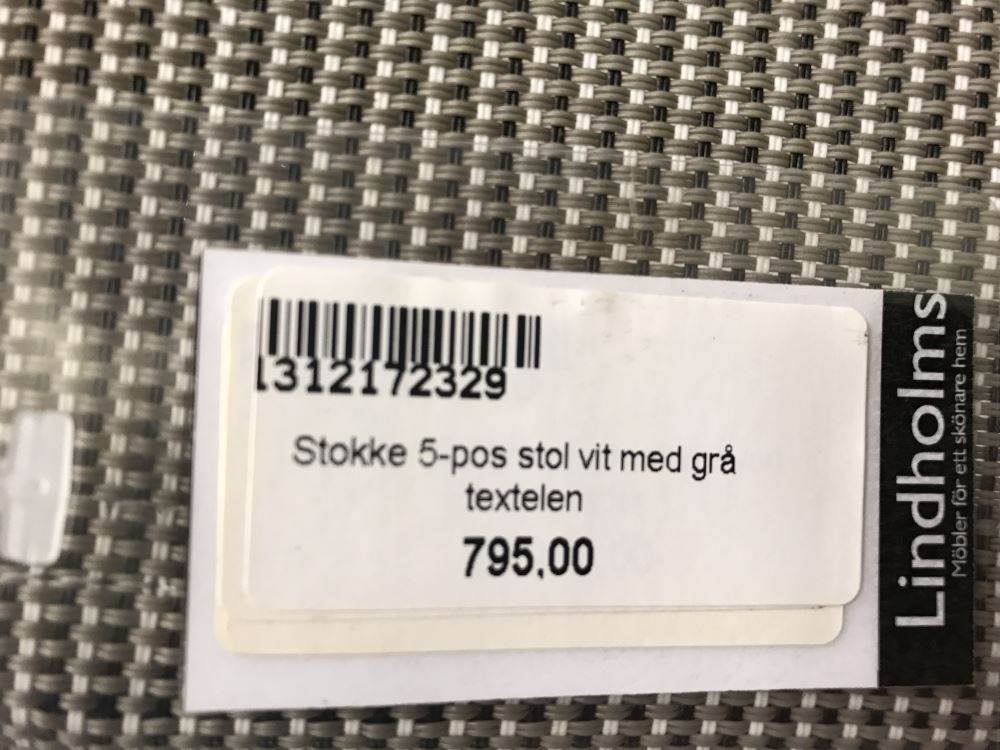 1312172329
Stokke 5-pos stol vit med grå
textelen
795,00
Lindholms
Möbler för ett skönare hem